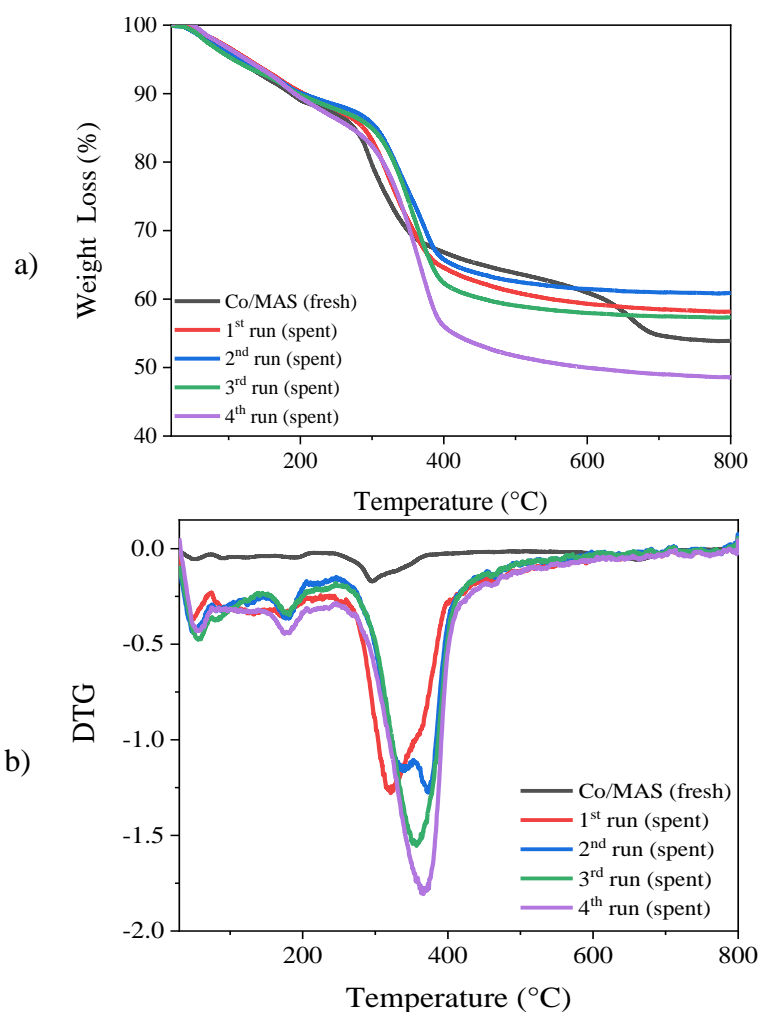 a)
Weight Loss (%)
100
90
80
70
60
50
40
Co/MAS (fresh)
1st run (spent)
2nd run (spent)
3rd run (spent)
4th run (spent)
200
400
600
800
Temperature (°C)
b)
DTG
0.0
-0.5
-1.0
-1.5
-2.0
Co/MAS (fresh)
1st run (spent)
2nd run (spent)
3rd run (spent)
4th run (spent)
200
400
600
800
Temperature (°C)